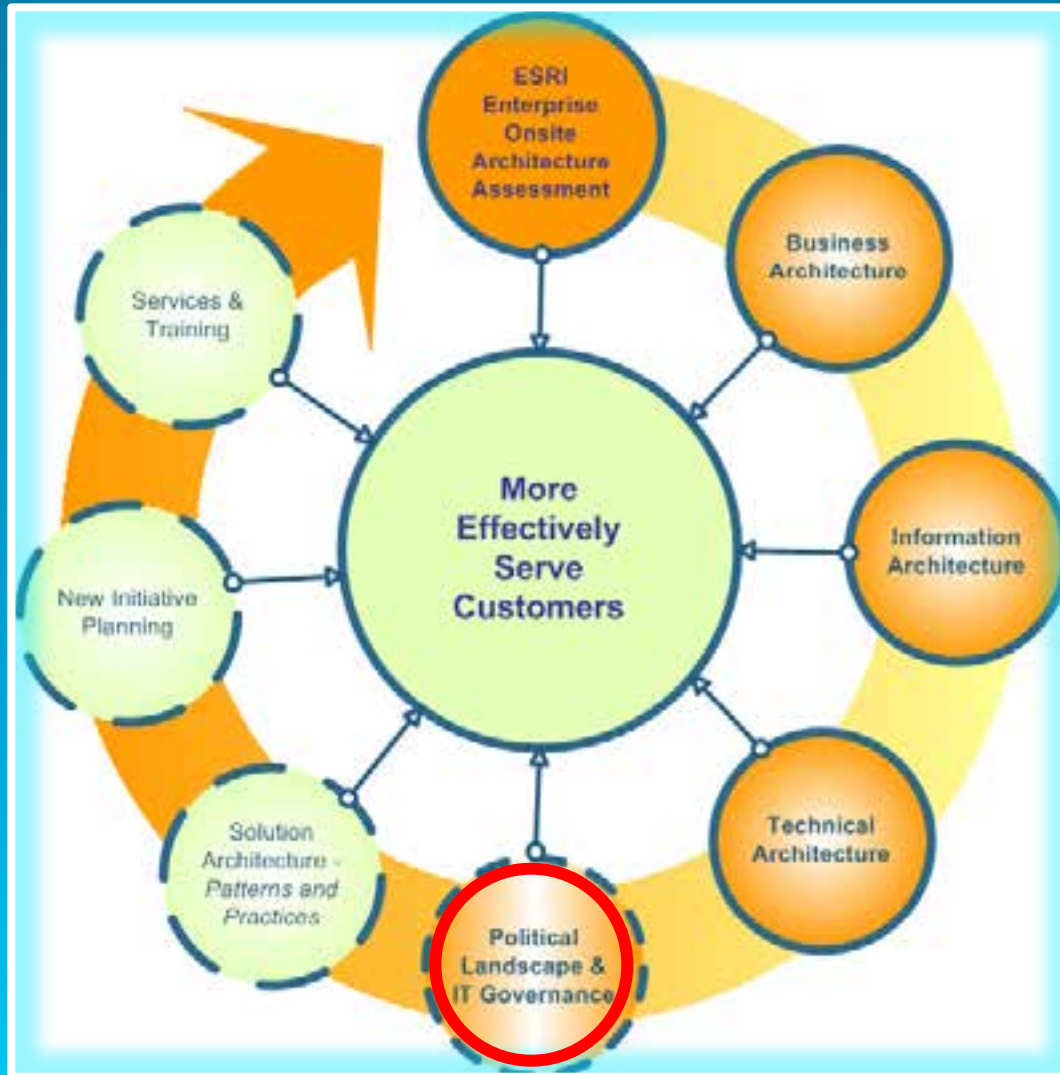 ESRI
Enterprise
Onsite
Architecture
Assessment
Business
Architecture
Information
Architecture
Technical
Architecture
Political
Landscape &
IT Governance
Solution
Architecture -
Patterns and
Practices
New Initiative
Planning
Services &
Training
More
Effectively
Serve
Customers